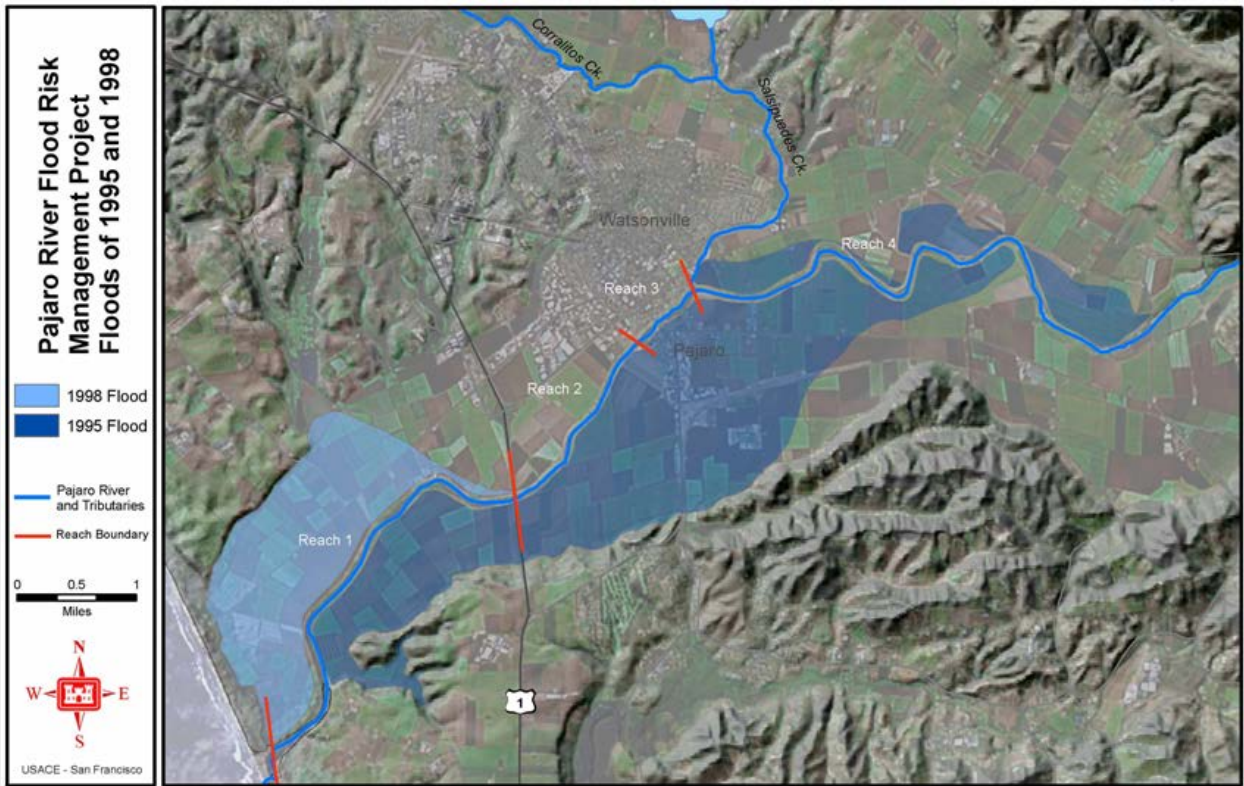 Pajaro River Flood Risk
Management Project
Floods of 1995 and 1998
1998 Flood
1995 Flood
Pajaro River
and Tributaries
Reach Boundary
0 0.5 1
Miles
N
W E
S
USACE - San Francisco
Corralitos Ck.
Salsipuedes Ck.
Watsonville
Reach 4
Reach 3
Pajaro
Reach 2
Reach 1
1